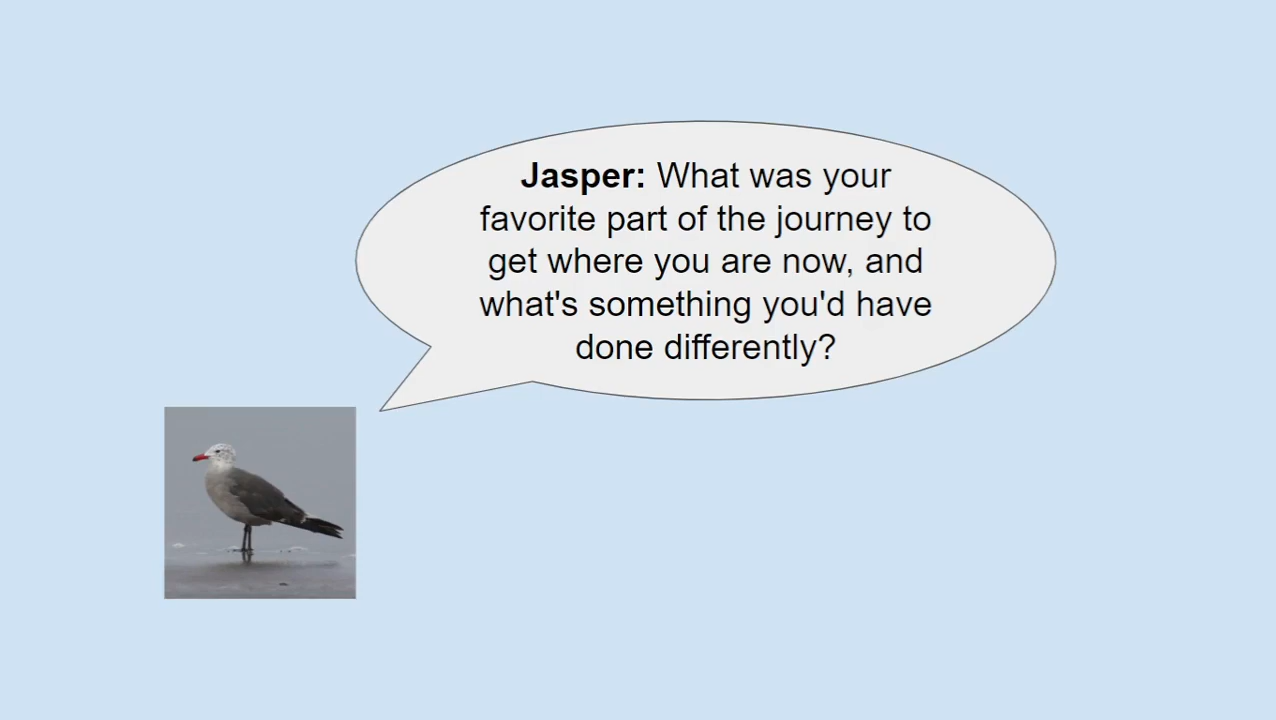 Jasper: What was your
favorite part of the journey to
get where you are now, and
what's something you'd have
done differently?